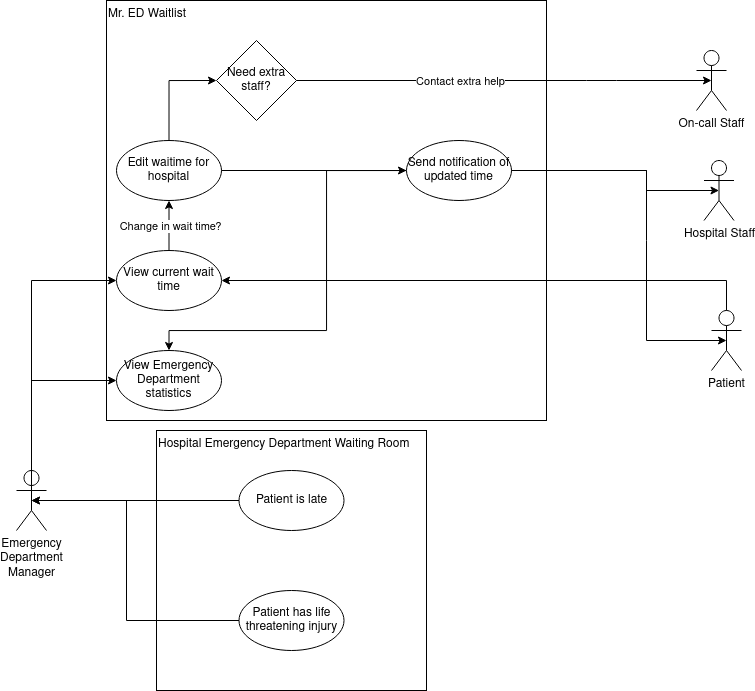 Mr. ED Waitlist
Need extra
staff?
Contact extra help
On-call Staff
Edit waitime for
hospital
Send notification of
updated time
Hospital Staff
Change in wait time?
View current wait
time
View Emergency
Department
statistics
Patient
Hospital Emergency Department Waiting Room
Patient is late
Emergency
Department
Manager
Patient has life
threatening injury